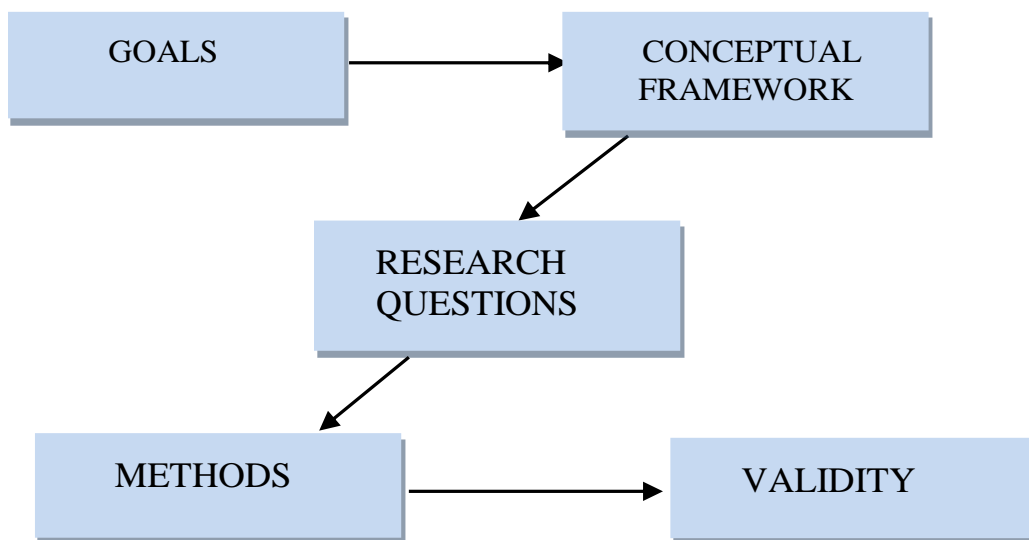 GOALS
CONCEPTUAL
FRAMEWORK
RESEARCH
QUESTIONS
METHODS
VALIDITY